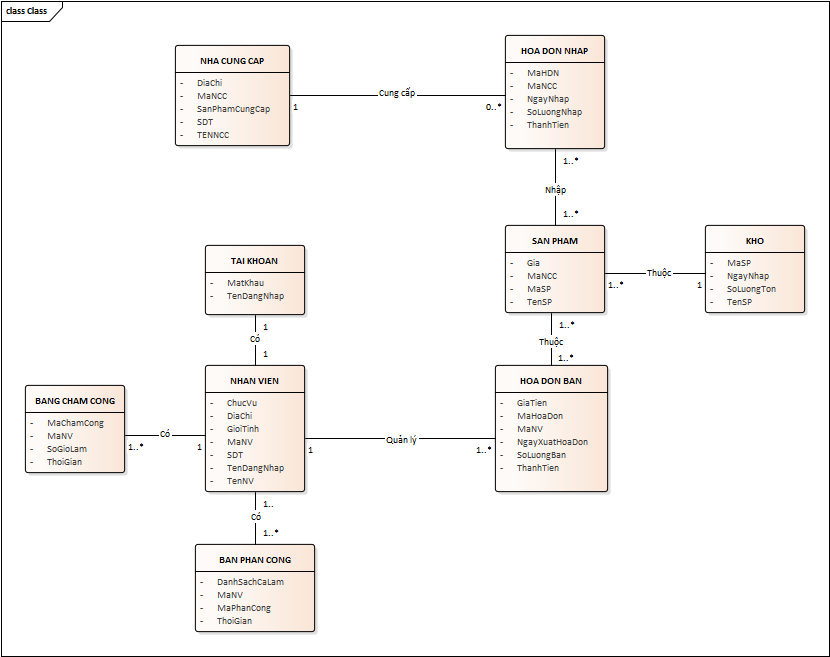 class Class
NHA CUNG CAP
- DiaChi
- MaNCC
- SanPhamCungCap
- SDT
- TENNCC
1
Cung cấp
0..*
HOA DON NHAP
- MaHDN
- MaNCC
- NgayNhap
- SoLuongNhap
- ThanhTien
1..*
Nhập
1..*
SAN PHAM
- Gia
- MaNCC
- MaSP
- TenSP
1..*
Thuộc
1
KHO
- MaSP
- NgayNhap
- SoLuongTon
- TenSP
1..*
Thuộc
1..*
TAI KHOAN
- MatKhau
- TenDangNhap
1
Có
1
BANG CHAM CONG
- MaChamCong
- MaNV
- SoGioLam
- ThoiGian
1..*
Có
1
NHAN VIEN
- ChucVu
- DiaChi
- GioiTinh
- MaNV
- SDT
- TenDangNhap
- TenNV
1
Quản lý
1..*
HOA DON BAN
- GiaTien
- MaHoaDon
- MaNV
- NgayXuatHoaDon
- SoLuongBan
- ThanhTien
1..
Có
1..*
BAN PHAN CONG
- DanhSachCaLam
- MaNV
- MaPhanCong
- ThoiGian